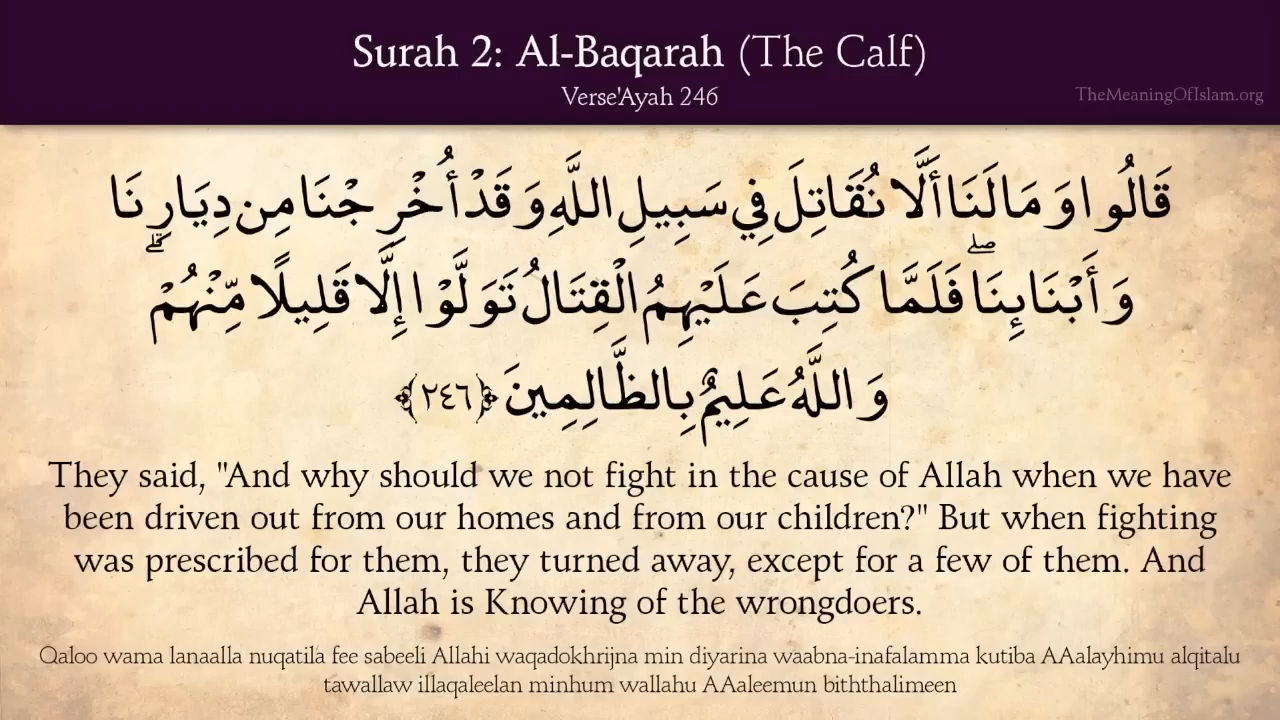 Surah 2: Al-Baqarah (The Calf)
Verse'Ayah 246
TheMeaningOfIslam.org
قَالُوا وَمَا لَنَا أَلَّا نُقَاتِلَ فِي سَبِيلِ اللَّهِ وَقَدْ أُخْرِجْنَا مِن دِيَارِنَا
وَأَبْنَائِنَا ۖ فَلَمَّا كُتِبَ عَلَيْهِمُ الْقِتَالُ تَوَلَّوْا إِلَّا قَلِيلًا مِّنْهُمْ ۗ
وَاللَّهُ عَلِيمٌ بِالظَّالِمِينَ ﴿٢٤٦﴾
They said, "And why should we not fight in the cause of Allah when we have
been driven out from our homes and from our children?" But when fighting
was prescribed for them, they turned away, except for a few of them. And
Allah is Knowing of the wrongdoers.
Qaloo wama lanaalla nuqatila fee sabeeli Allahi waqadokhrijna min diyarina waabna-inafalamma kutiba AAalayhimu alqitalu
tawallaw illaqaleelan minhum wallahu AAaleemun biththalimeen